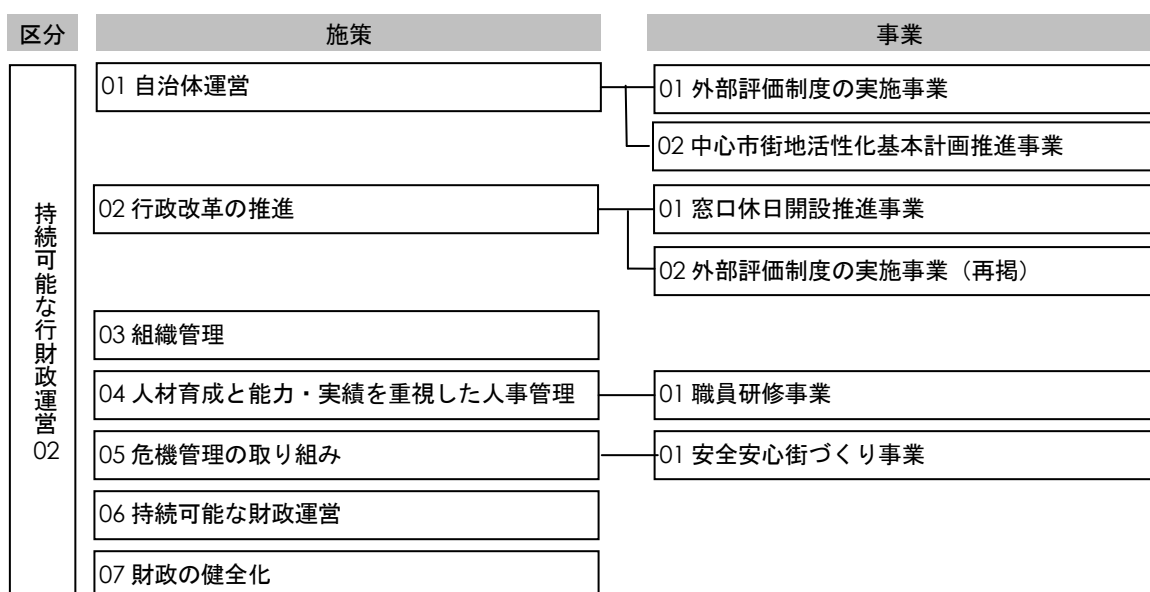 区分
施策
事業
持続可能な行財政運営
02
01 自治体運営
01 外部評価制度の実施事業
02 中心市街地活性化基本計画推進事業
02 行政改革の推進
01 窓口休日開設推進事業
02 外部評価制度の実施事業（再掲）
03 組織管理
04 人材育成と能力・実績を重視した人事管理
01 職員研修事業
05 危機管理の取り組み
01 安全安心街づくり事業
06 持続可能な財政運営
07 財政の健全化